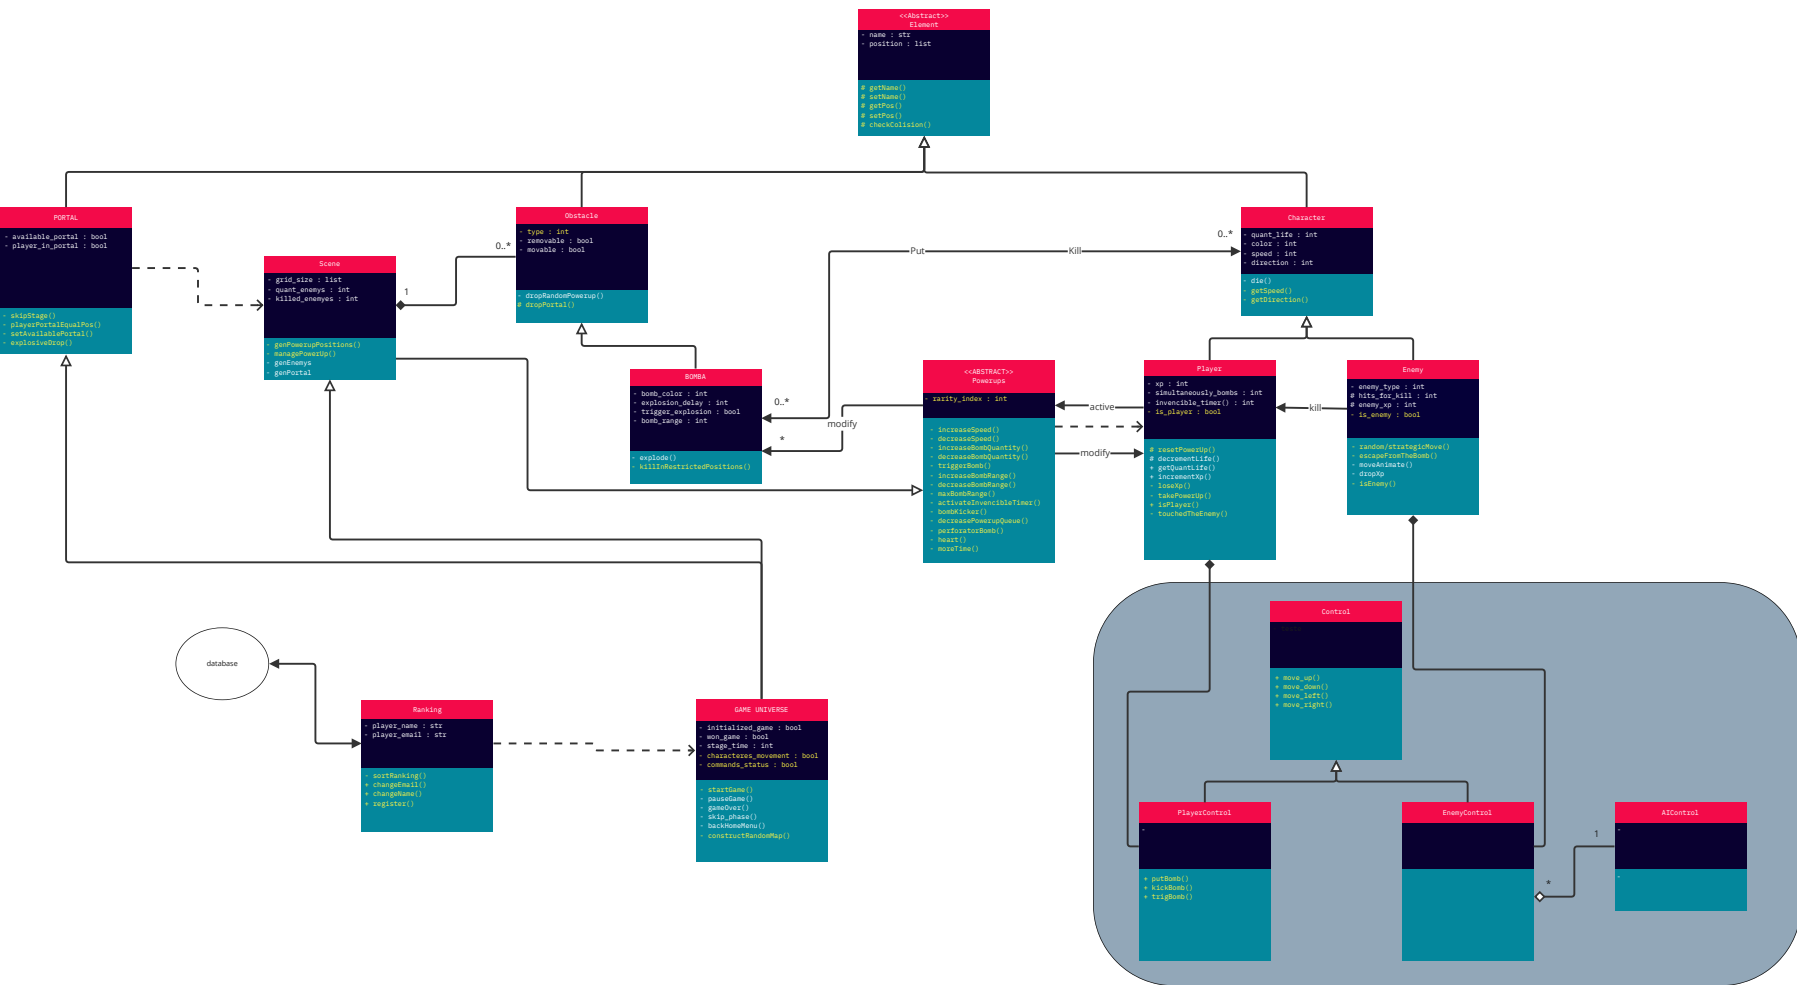 <<Abstract>>
Element
- name : str
- position : list
# getName()
# setName()
# getPos()
# setPos()
# checkColision()
PORTAL
- available_portal : bool
- player_in_portal : bool
- skipStage()
- playerPortalEqualPos()
- setAvailablePortal()
- explosiveDrop()
Scene
- grid_size : list
- quant_enemys : int
- killed_enemyes : int
- genPowerupPositions()
- managePowerUp()
- genEnemys
- genPortal
1
0..*
Obstacle
- type : int
- removable : bool
- movable : bool
- dropRandomPowerup()
# dropPortal()
Put
Kill
0..*
Character
- quant_life : int
- color : int
- speed : int
- direction : int
- die()
- getSpeed()
- getDirection()
BOMBA
- bomb_color : int
- explosion_delay : int
- trigger_explosion : bool
- bomb_range : int
- explode()
- killInRestrictedPositions()
0..*
*
modify
<<ABSTRACT>>
Powerups
- rarity_index : int
- increaseSpeed()
- decreaseSpeed()
- increaseBombQuantity()
- decreaseBombQuantity()
- triggerBomb()
- increaseBombRange()
- decreaseBombRange()
- maxBombRange()
- activateInvencibleTimer()
- bombKicker()
- decreasePowerupQueue()
- perforatorBomb()
- heart()
- moreTime()
active
modify
Player
- xp : int
- simultaneously_bombs : int
- invencible_timer() : int
- is_player : bool
# resetPowerUp()
# decrementLife()
+ getQuantLife()
+ incrementXp()
- loseXp()
- takePowerUp()
+ isPlayer()
- touchedTheEnemy()
kill
Enemy
- enemy_type : int
# hits_for_kill : int
# enemy_xp : int
- is_enemy : bool
- random/strategicMove()
- escapeFromTheBomb()
- moveAnimate()
- dropXp
- isEnemy()
database
Ranking
- player_name : str
- player_email : str
- sortRanking()
+ changeEmail()
+ changeName()
+ register()
GAME UNIVERSE
- initialized_game : bool
- won_game : bool
- stage_time : int
- characteres_movement : bool
- commands_status : bool
- startGame()
- pauseGame()
- gameOver()
- skip_phase()
- backHomeMenu()
- constructRandomMap()
Control
+ move_up()
+ move_down()
+ move_left()
+ move_right()
PlayerControl
-
+ putBomb()
+ kickBomb()
+ trigBomb()
EnemyControl
*
1
AIControl
-
-